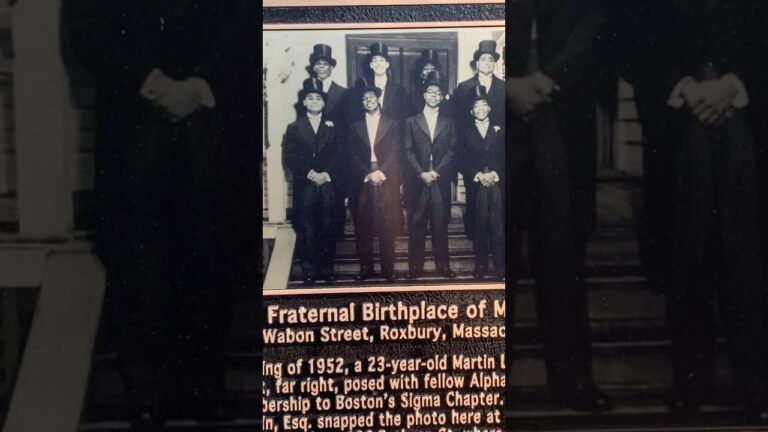 Fraternal Birthplace of M
Wabon Street, Roxbury, Massac
ing of 1952, a 23-year-old Martin L
, far right, posed with fellow Alpha
bership to Boston's Sigma Chapter.
in, Esq. snapped the photo here at